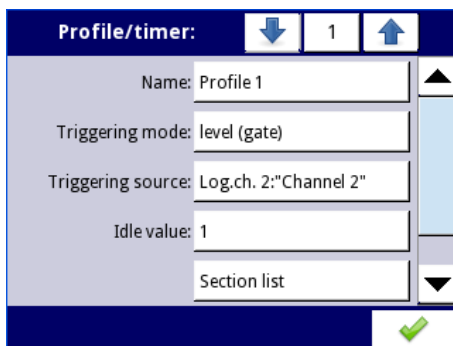 Profile/timer: 1
Name: Profile 1
Triggering mode: level (gate)
Triggering source: Log.ch. 2:"Channel 2"
Idle value: 1
Section list